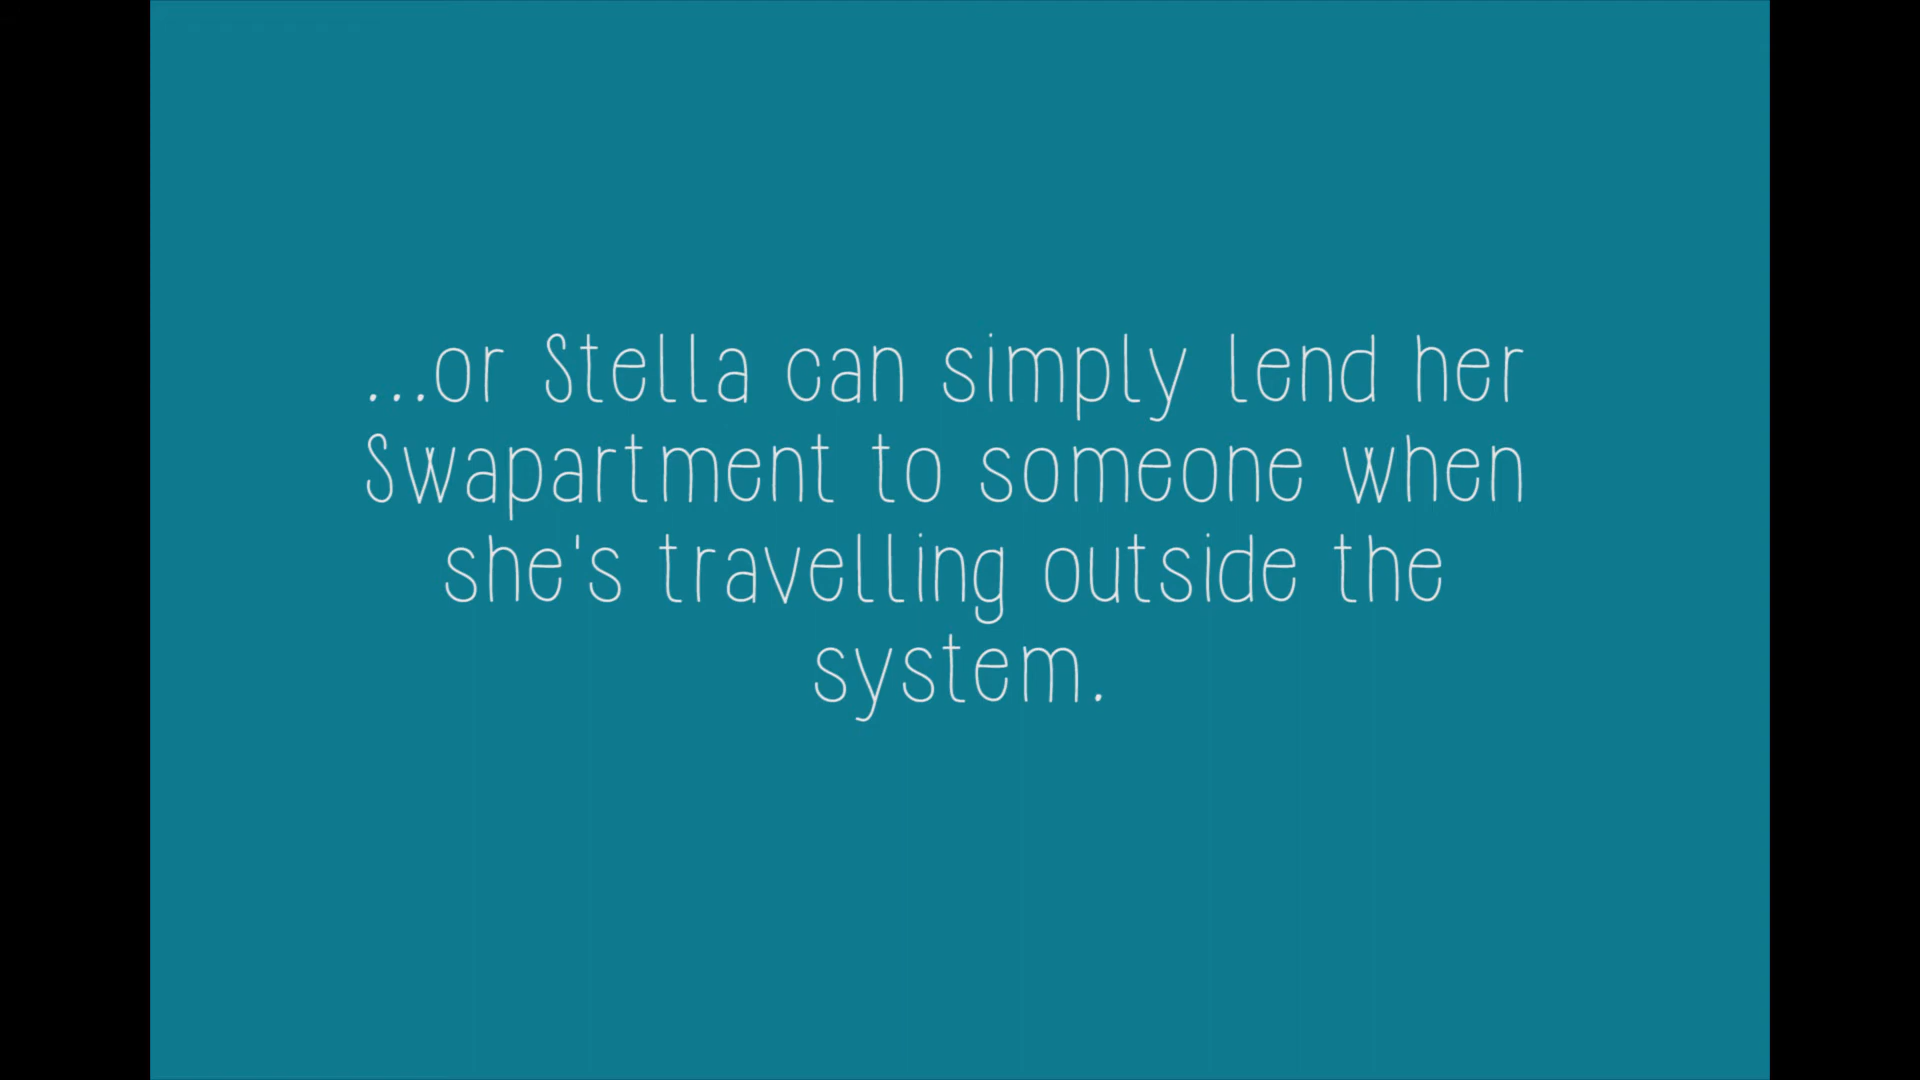 ...or Stella can simply lend her
Swapartment to someone when
she's travelling outside the
system.